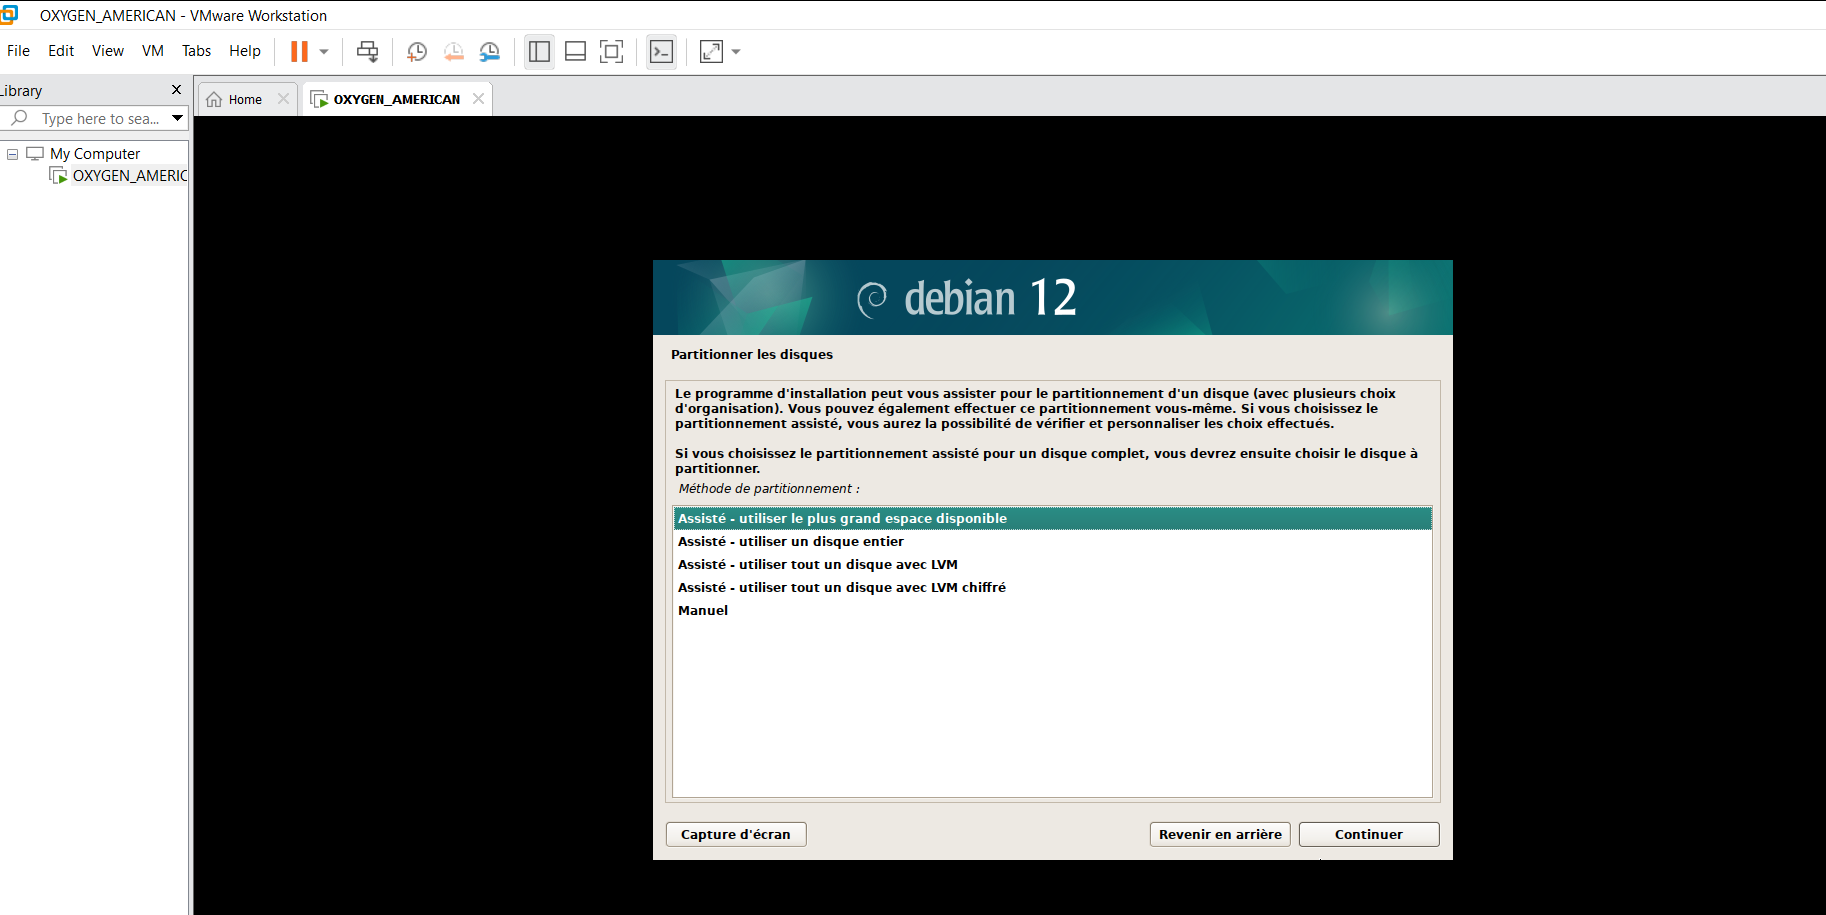 OXYGEN_AMERICAN - VMware Workstation
File Edit View VM Tabs Help
Library
Home
OXYGEN_AMERICAN
Type here to sea...
My Computer
OXYGEN_AMERIC
debian 12
Partitionner les disques
Le programme d'installation peut vous assister pour le partitionnement d'un disque (avec plusieurs choix
d'organisation). Vous pouvez également effectuer ce partitionnement vous-même. Si vous choisissez le
partitionnement assisté, vous aurez la possibilité de vérifier et personnaliser les choix effectués.
Si vous choisissez le partitionnement assisté pour un disque complet, vous devrez ensuite choisir le disque à
partitionner.
Méthode de partitionnement :
Assisté - utiliser le plus grand espace disponible
Assisté - utiliser un disque entier
Assisté - utiliser tout un disque avec LVM
Assisté - utiliser tout un disque avec LVM chiffré
Manuel
Capture d'écran
Revenir en arrière
Continuer